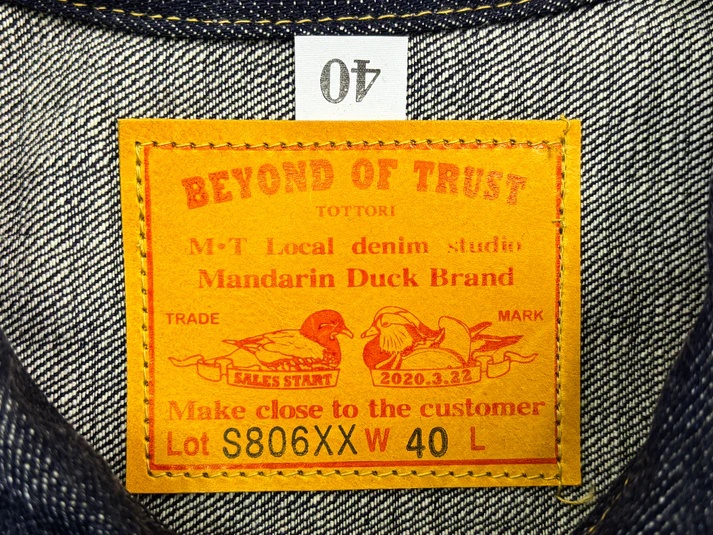 40
BEYOND OF TRUST
TOTTORI
M•T Local denim studio
Mandarin Duck Brand
TRADE MARK
SALES START 2020.3.22
Make close to the customer
Lot S806XX W 40 L